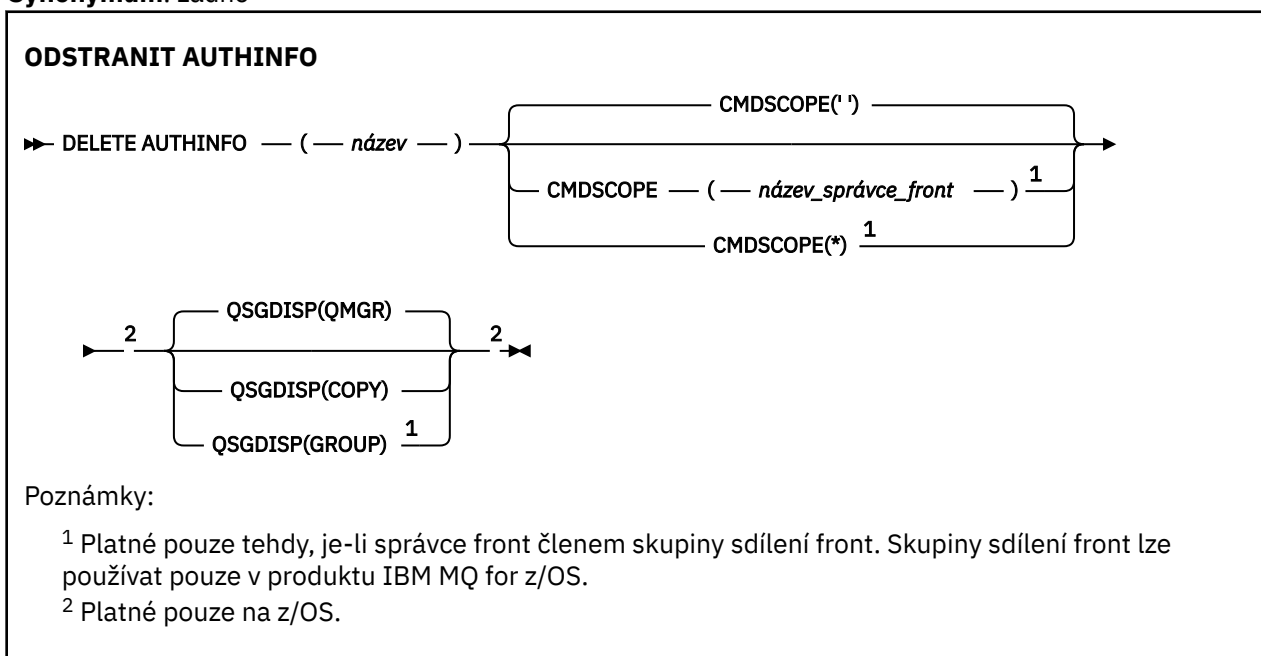 ODSTRANIT AUTHINFO
CMDSCOPE(' ')
DELETE AUTHINFO ( název )
CMDSCOPE ( název_správce_front ) 1
CMDSCOPE(*) 1
QSGDISP(QMGR)
2 2
QSGDISP(COPY)
QSGDISP(GROUP) 1
Poznámky:
1 Platné pouze tehdy, je-li správce front členem skupiny sdílení front. Skupiny sdílení front lze
používat pouze v produktu IBM MQ for z/OS.
2 Platné pouze na z/OS.